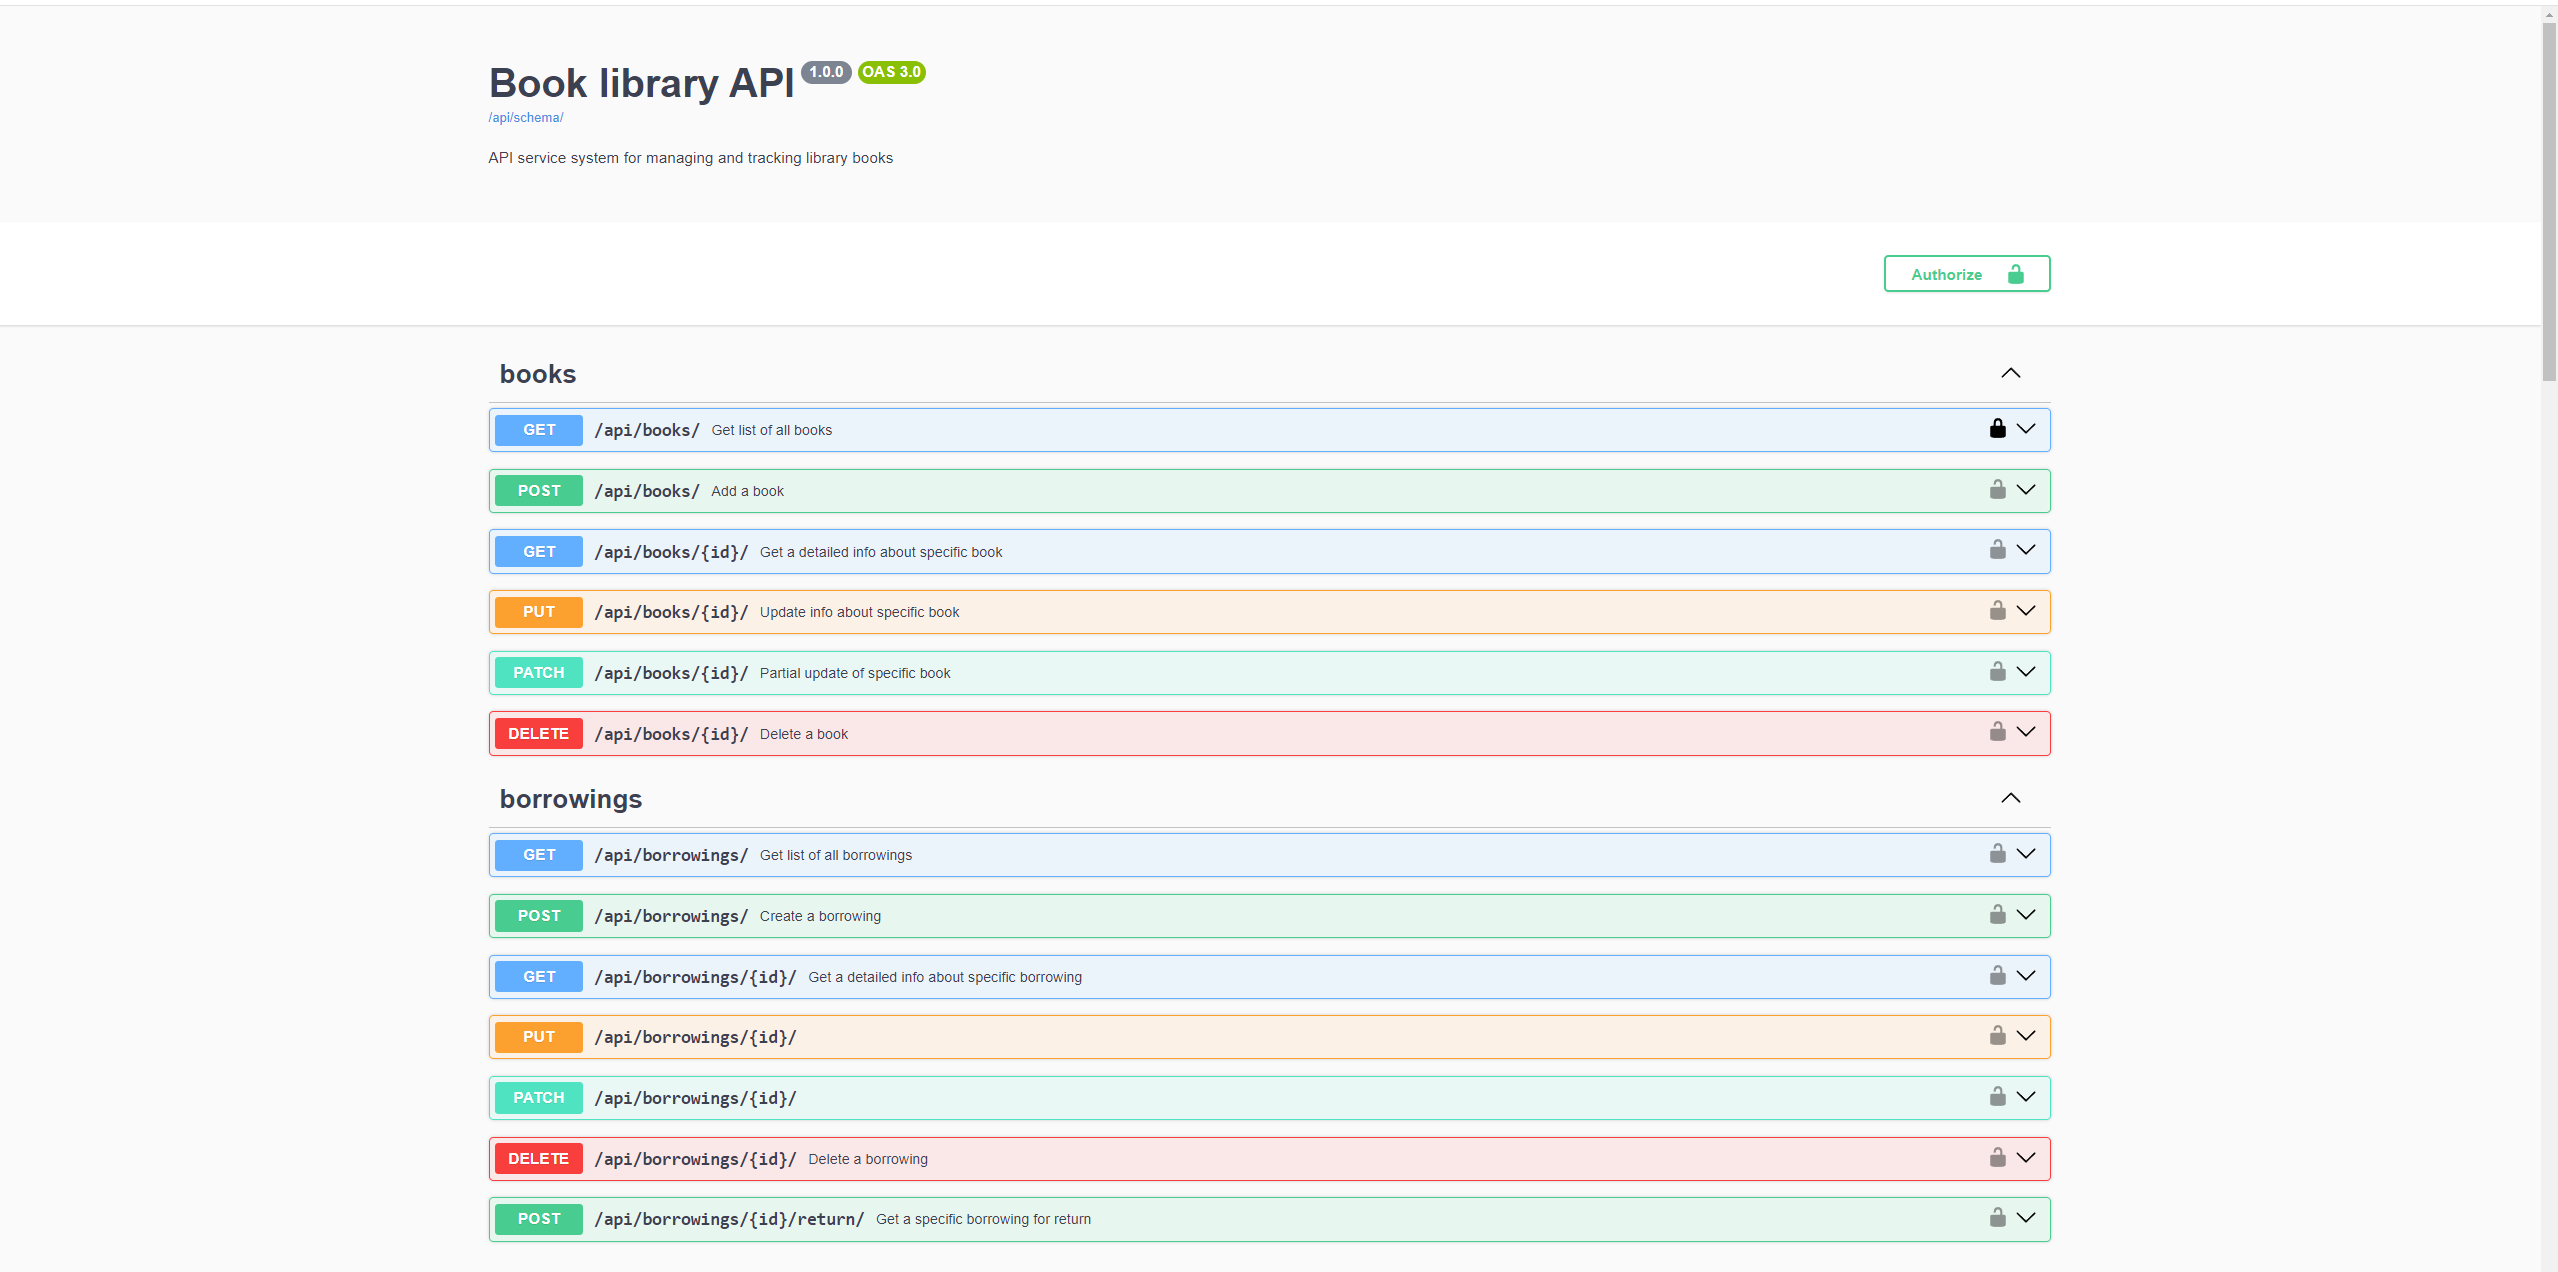 Book library API 1.0.0 OAS 3.0
/api/schema/
API service system for managing and tracking library books
Authorize
books
GET /api/books/ Get list of all books
POST /api/books/ Add a book
GET /api/books/{id}/ Get a detailed info about specific book
PUT /api/books/{id}/ Update info about specific book
PATCH /api/books/{id}/ Partial update of specific book
DELETE /api/books/{id}/ Delete a book
borrowings
GET /api/borrowings/ Get list of all borrowings
POST /api/borrowings/ Create a borrowing
GET /api/borrowings/{id}/ Get a detailed info about specific borrowing
PUT /api/borrowings/{id}/
PATCH /api/borrowings/{id}/
DELETE /api/borrowings/{id}/ Delete a borrowing
POST /api/borrowings/{id}/return/ Get a specific borrowing for return